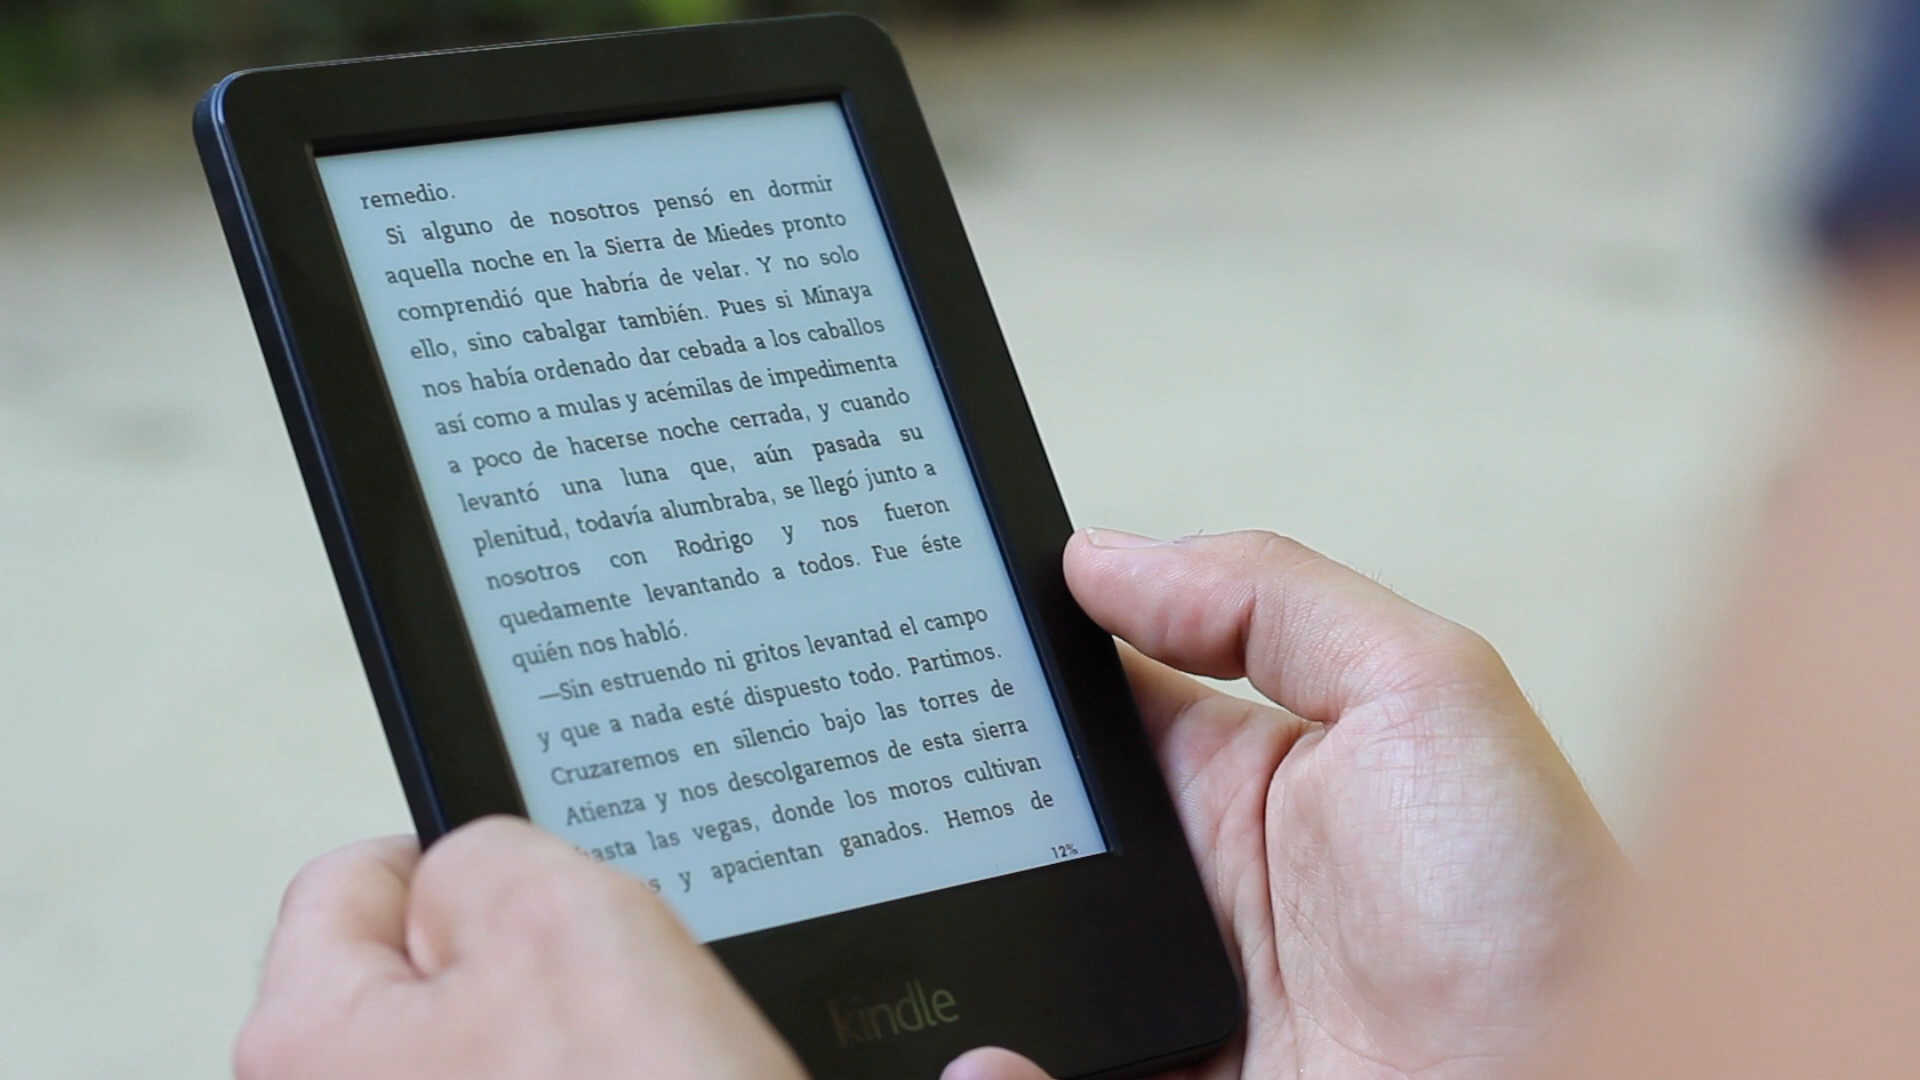 remedio.
Si alguno de nosotros pensó en dormir
aquella noche en la Sierra de Miedes pronto
comprendió que habría de velar. Y no solo
ello, sino cabalgar también. Pues si Minaya
nos había ordenado dar cebada a los caballos
así como a mulas y acémilas de impedimenta
a poco de hacerse noche cerrada, y cuando
levantó una luna que, aún pasada su
plenitud, todavía alumbraba, se llegó junto a
nosotros con Rodrigo y nos fueron
quedamente levantando a todos. Fue éste
quién nos habló.
—Sin estruendo ni gritos levantad el campo
y que a nada esté dispuesto todo. Partimos.
Cruzaremos en silencio bajo las torres de
Atienza y nos descolgaremos de esta sierra
hasta las vegas, donde los moros cultivan
y apacientan ganados. Hemos de
12%
kindle